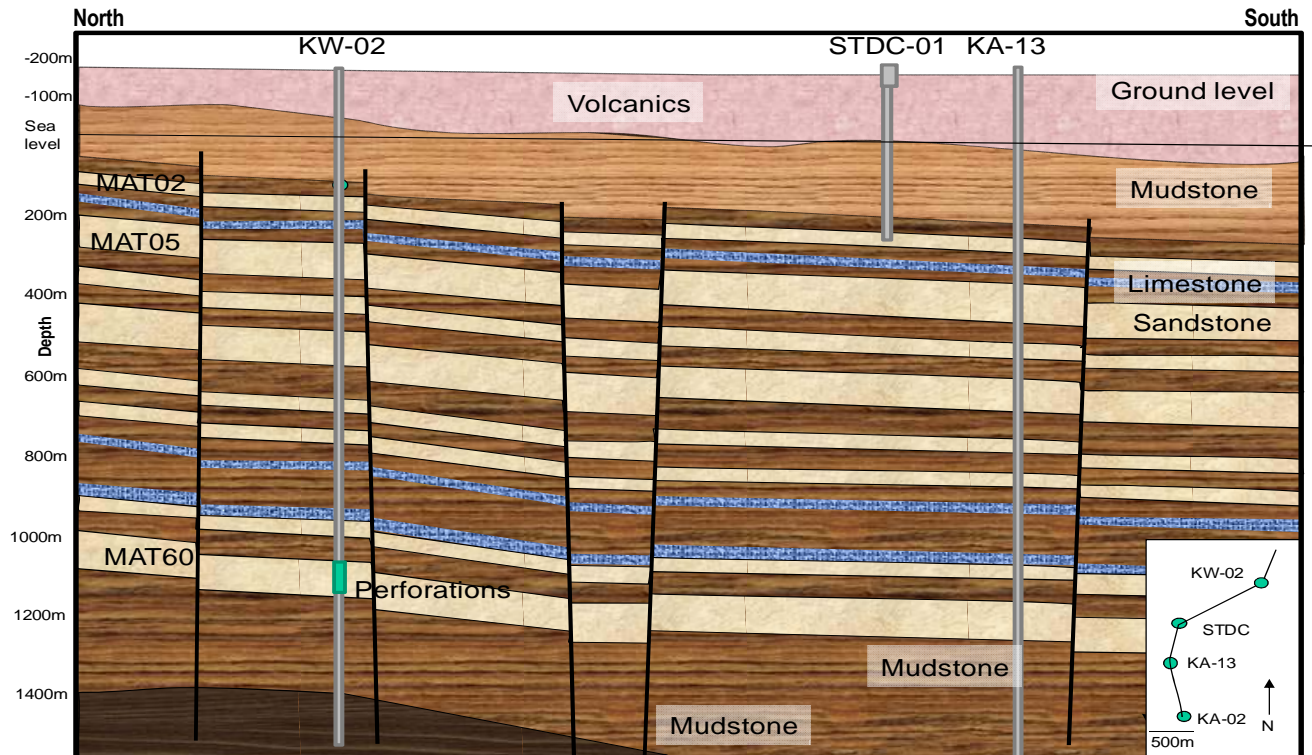 North
South
KW-02
STDC-01
KA-13
-200m
-100m
Volcanics
Ground level
Sea
level
MAT02
Mudstone
200m
MAT05
Limestone
400m
Sandstone
Depth
600m
800m
1000m
MAT60
Perforations
1200m
1400m
Mudstone
Mudstone
KW-02
STDC
KA-13
KA-02
N
500m